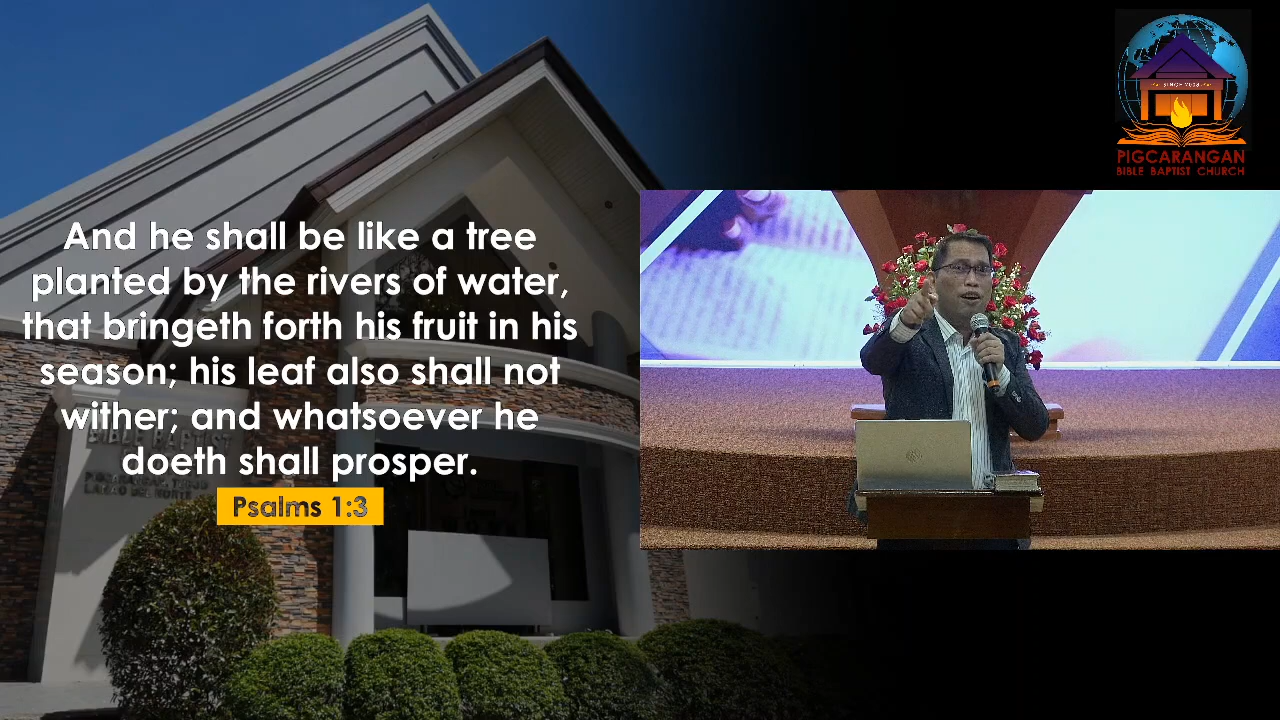 And he shall be like a tree
planted by the rivers of water,
that bringeth forth his fruit in his
season; his leaf also shall not
wither; and whatsoever he
doeth shall prosper.
Psalms 1:3
PIGCARANGAN
BIBLE BAPTIST CHURCH
BIBLE BAPTIST